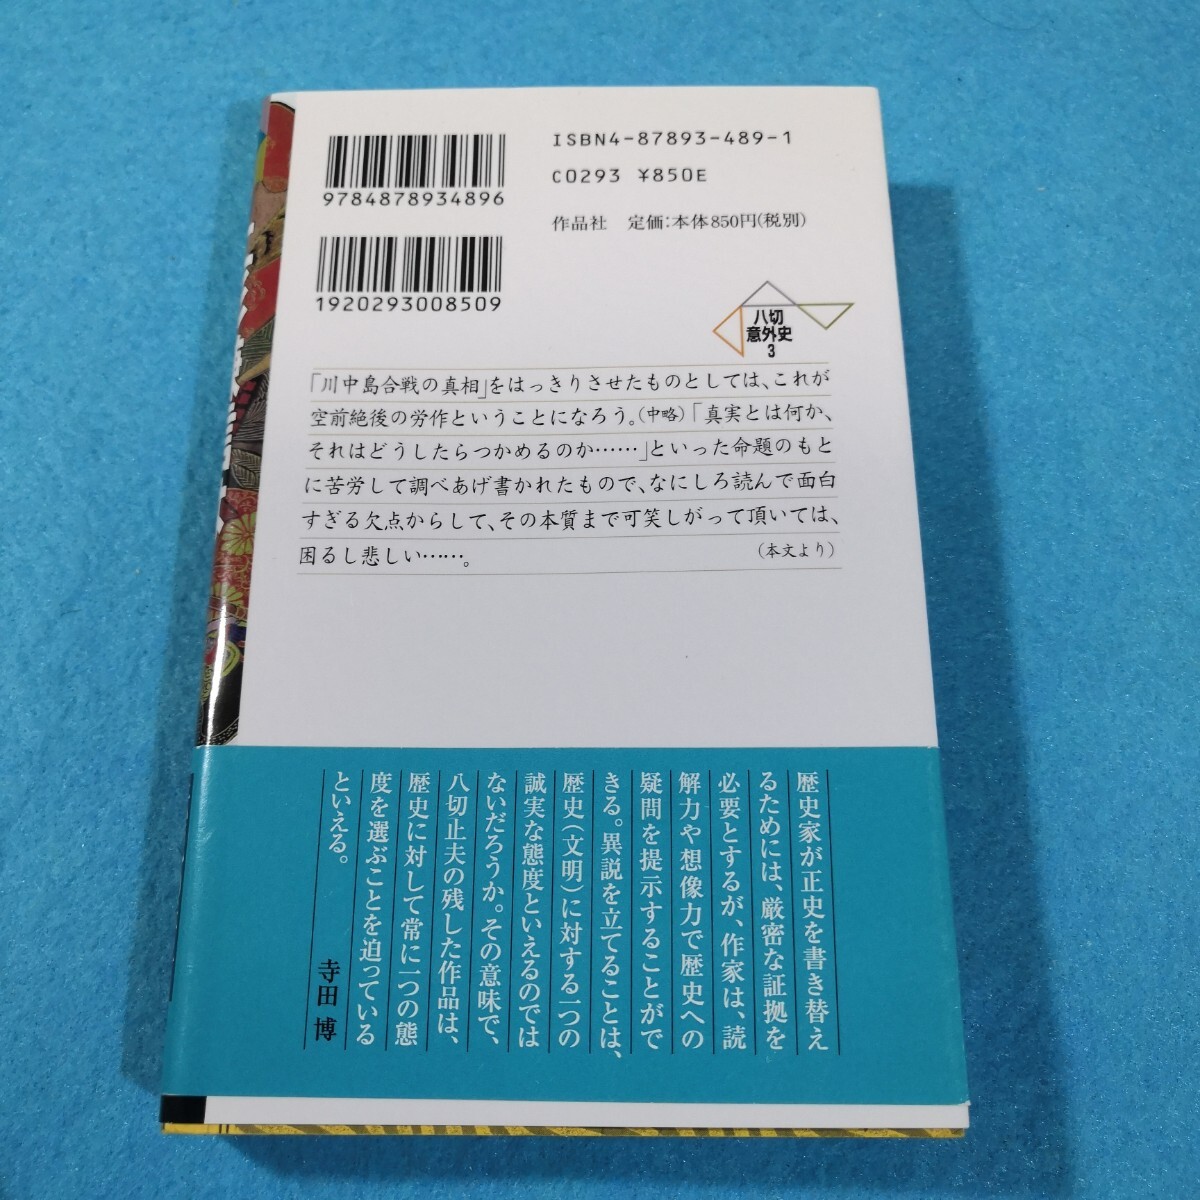 ISBN4-87893-489-1
C0293 ¥850E
9784878934896
作品社 定価:本体850円(税別)
1920293008509
八切
意外史
3
「川中島合戦の真相」をはっきりさせたものとしては、これが
空前絶後の労作ということになろう。(中略)「真実とは何か、
それはどうしたらつかめるのか……」といった命題のもと
に苦労して調べあげ書かれたもので、なにしろ読んで面白
すぎる欠点からして、その本質まで可笑しがって頂いては、
困るし悲しい……。
(本文より)
歴史家が正史を書き替え
るためには、厳密な証拠を
必要とするが、作家は、読
解力や想像力で歴史への
疑問を提示することがで
きる。異説を立てることは、
歴史(文明)に対する一つの
誠実な態度といえるのでは
ないだろうか。その意味で、
八切止夫の残した作品は、
歴史に対して常に一つの態
度を選ぶことを迫っている
といえる。
寺田 博